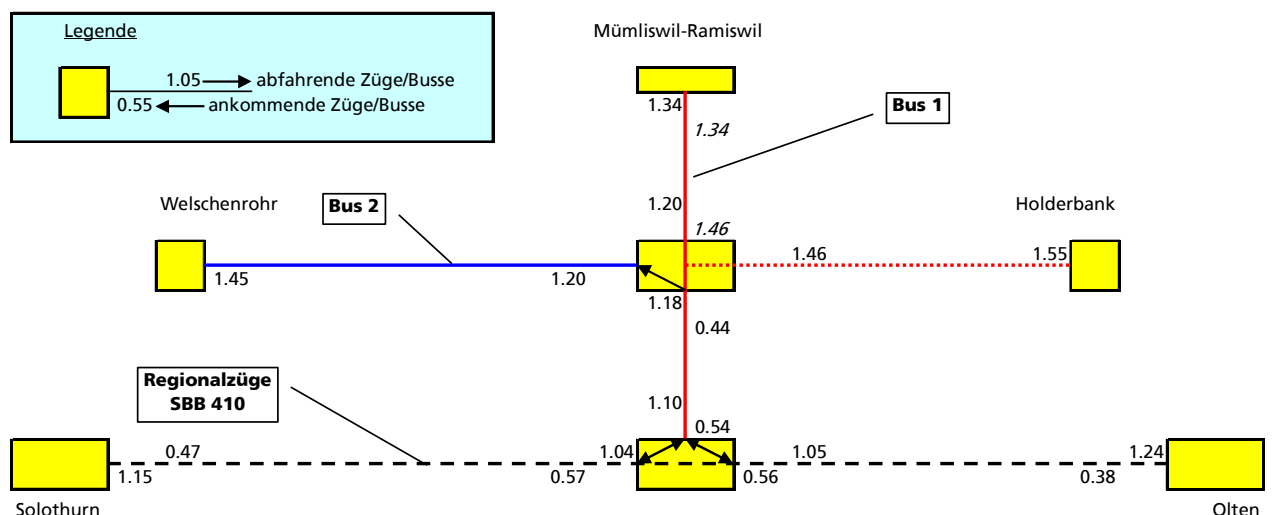 Legende
1.05 abfahrende Züge/Busse
0.55 ankommende Züge/Busse
Mümliswil-Ramiswil
1.34
1.34
Bus 1
Welschenrohr
Bus 2
1.20
1.46
Holderbank
1.45
1.20
1.46
1.55
1.18
0.44
Regionalzüge
SBB 410
1.10
0.54
0.47
1.04
1.05
1.24
1.15
0.57
0.56
0.38
Solothurn
Olten